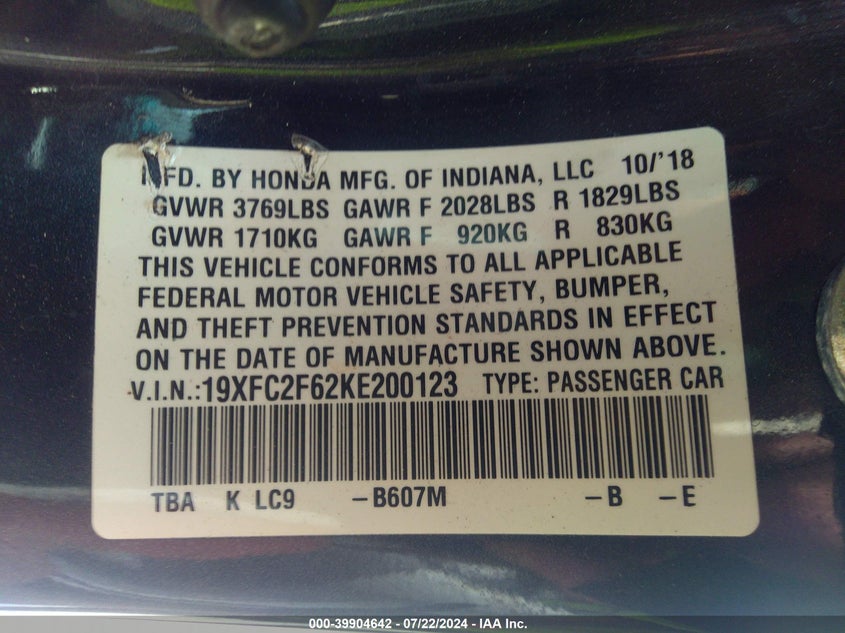 MFD. BY HONDA MFG. OF INDIANA, LLC 10/'18
GVWR 3769LBS GAWR F 2028LBS R 1829LBS
GVWR 1710KG GAWR F 920KG R 830KG
THIS VEHICLE CONFORMS TO ALL APPLICABLE
FEDERAL MOTOR VEHICLE SAFETY, BUMPER,
AND THEFT PREVENTION STANDARDS IN EFFECT
ON THE DATE OF MANUFACTURE SHOWN ABOVE.
V.I.N.:19XFC2F62KE200123 TYPE: PASSENGER CAR
TBA K LC9 –B607M –B –E
000-39904642 - 07/22/2024 - IAA Inc.